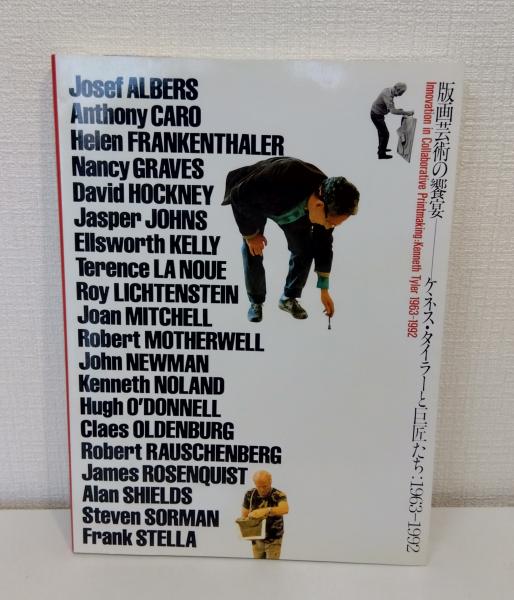 Josef ALBERS
Anthony CARO
Helen FRANKENTHALER
Nancy GRAVES
David HOCKNEY
Jasper JOHNS
Ellsworth KELLY
Terence LA NOUE
Roy LICHTENSTEIN
Joan MITCHELL
Robert MOTHERWELL
John NEWMAN
Kenneth NOLAND
Hugh O'DONNELL
Claes OLDENBURG
Robert RAUSCHENBERG
James ROSENQUIST
Alan SHIELDS
Steven SORMAN
Frank STELLA
版画芸術の饗宴——ケネス・タイラーと巨匠たち:1963-1992
Innovation in Collaborative Printmaking:Kenneth Tyler 1963-1992